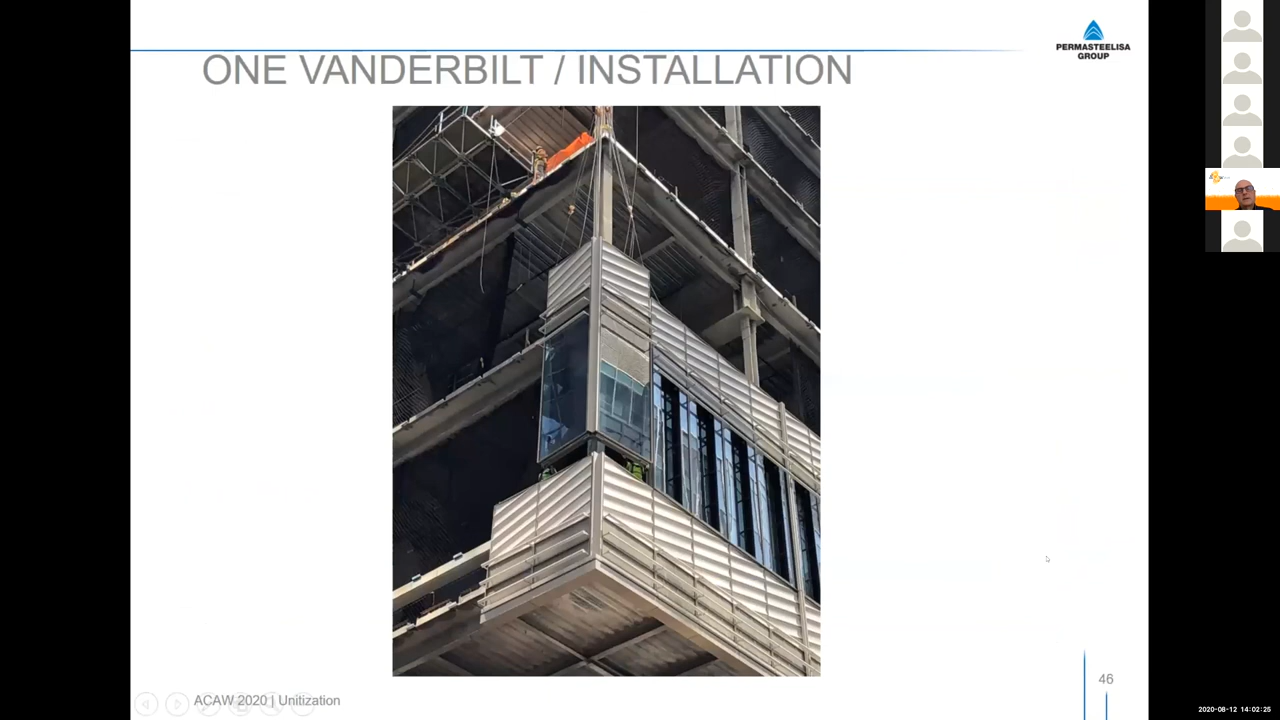 ONE VANDERBILT / INSTALLATION
PERMASTEELISA
GROUP
ACAW 2020 | Unitization
46
2020-08-12 14:02:25